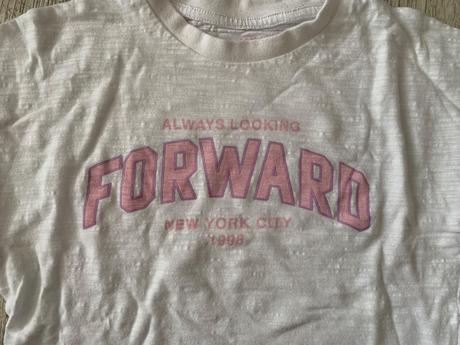 ALWAYS LOOKING
FORWARD
NEW YORK CITY
1998